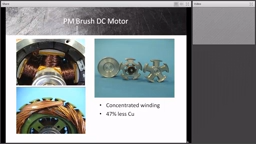 PM Brush DC Motor
• Concentrated winding
• 47% less Cu